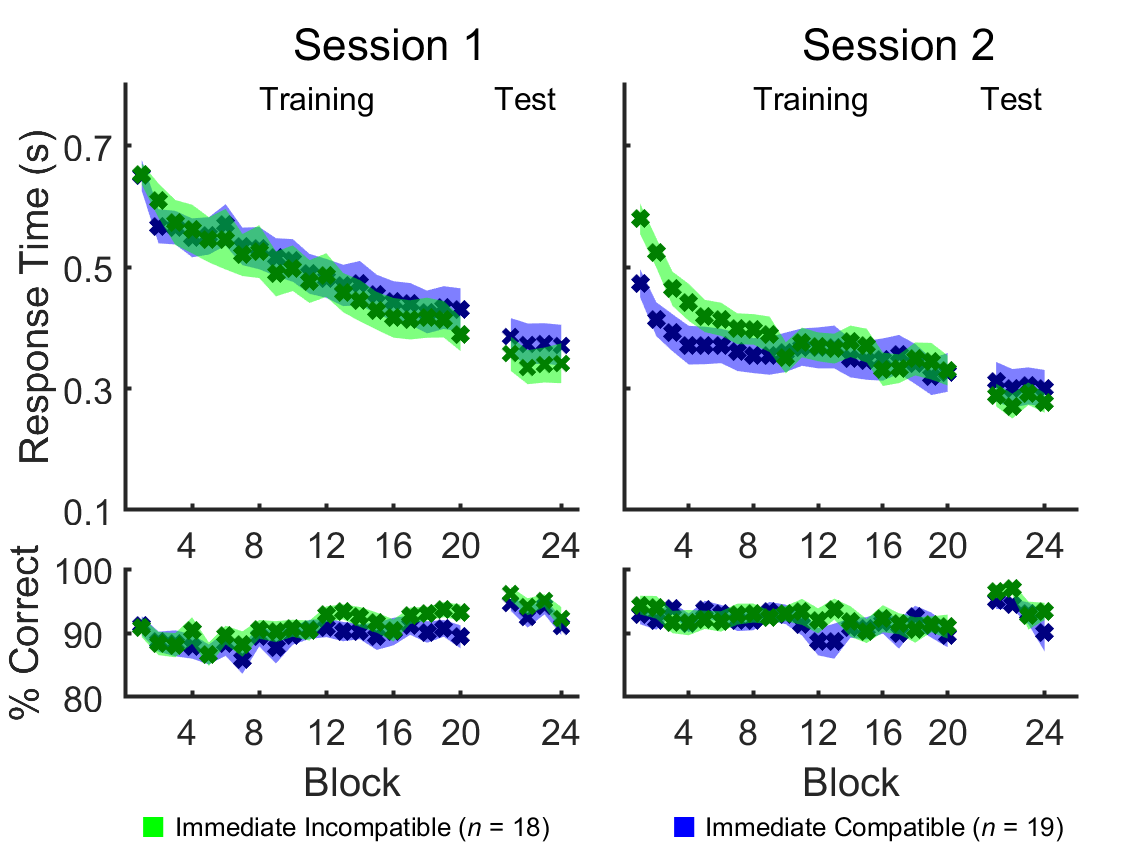 Session 1
Session 2
Training
Test
Training
Test
Response Time (s)
0.7
0.5
0.3
0.1
4 8 12 16 20 24
4 8 12 16 20 24
% Correct
100
90
80
4 8 12 16 20 24
4 8 12 16 20 24
Block
Block
Immediate Incompatible (n = 18)
Immediate Compatible (n = 19)